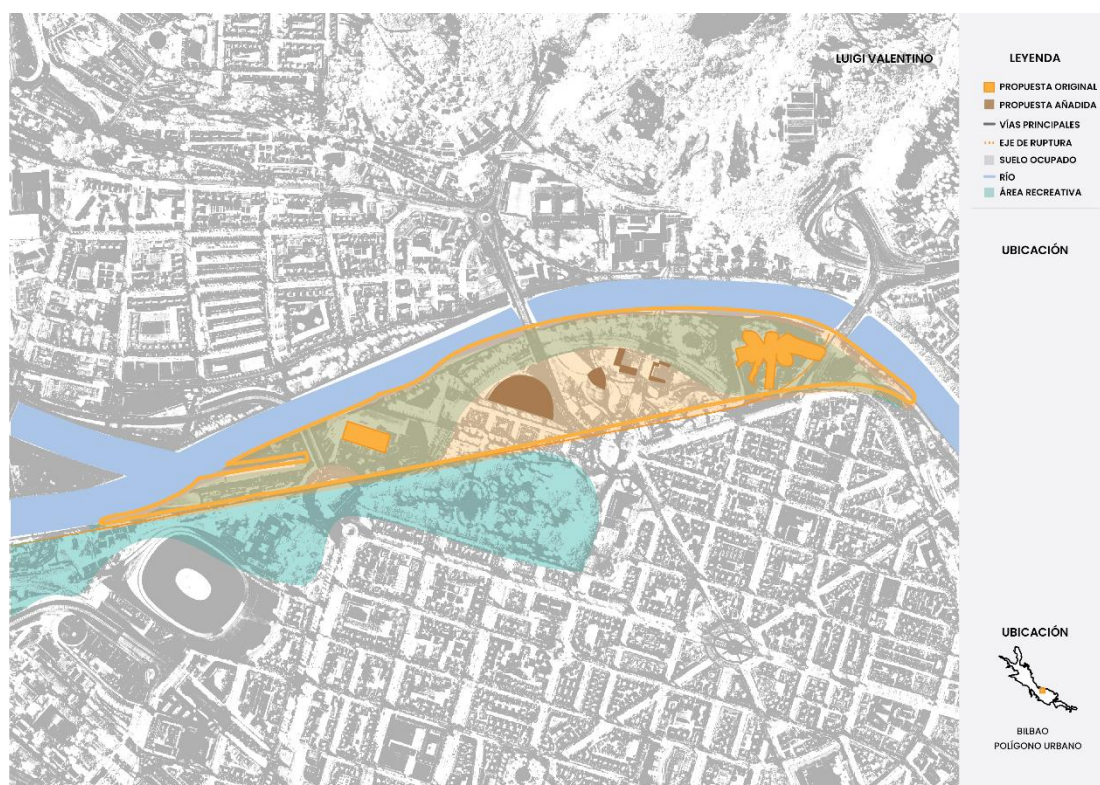 LUIGI VALENTINO
LEYENDA
PROPUESTA ORIGINAL
PROPUESTA AÑADIDA
VÍAS PRINCIPALES
EJE DE RUPTURA
SUELO OCUPADO
RÍO
ÁREA RECREATIVA
UBICACIÓN
UBICACIÓN
BILBAO
POLÍGONO URBANO